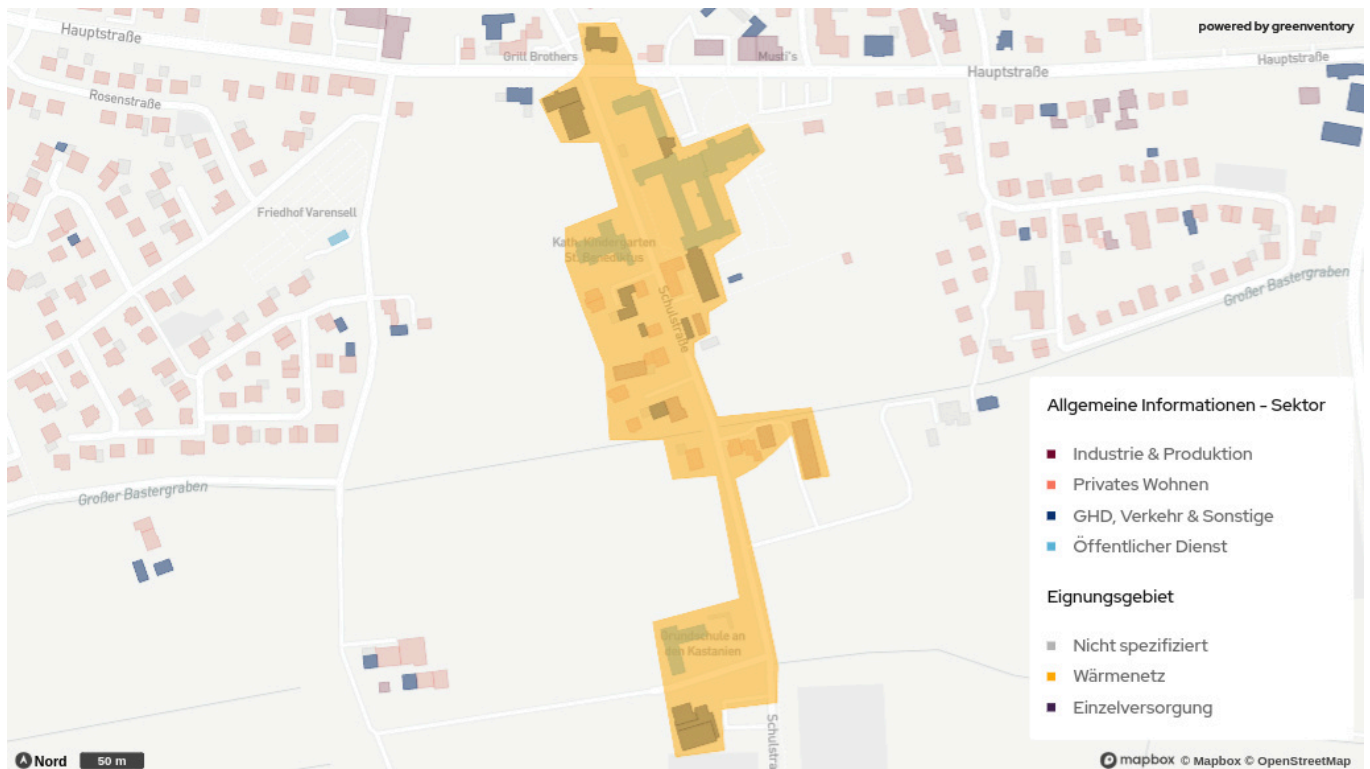 powered by greenventory
Hauptstraße
Grill Brothers
Musti's
Hauptstraße
Hauptstraße
Rosenstraße
Friedhof Varensell
Kath. Kindergarten
St. Benediktus
Schulstraße
Großer Bastergraben
Großer Bastergraben
Grundschule an
den Kastanien
Allgemeine Informationen - Sektor
Industrie & Produktion
Privates Wohnen
GHD, Verkehr & Sonstige
Öffentlicher Dienst
Eignungsgebiet
Nicht spezifiziert
Wärmenetz
Einzelversorgung
Schulstra
Nord
50 m
mapbox © Mapbox © OpenStreetMap